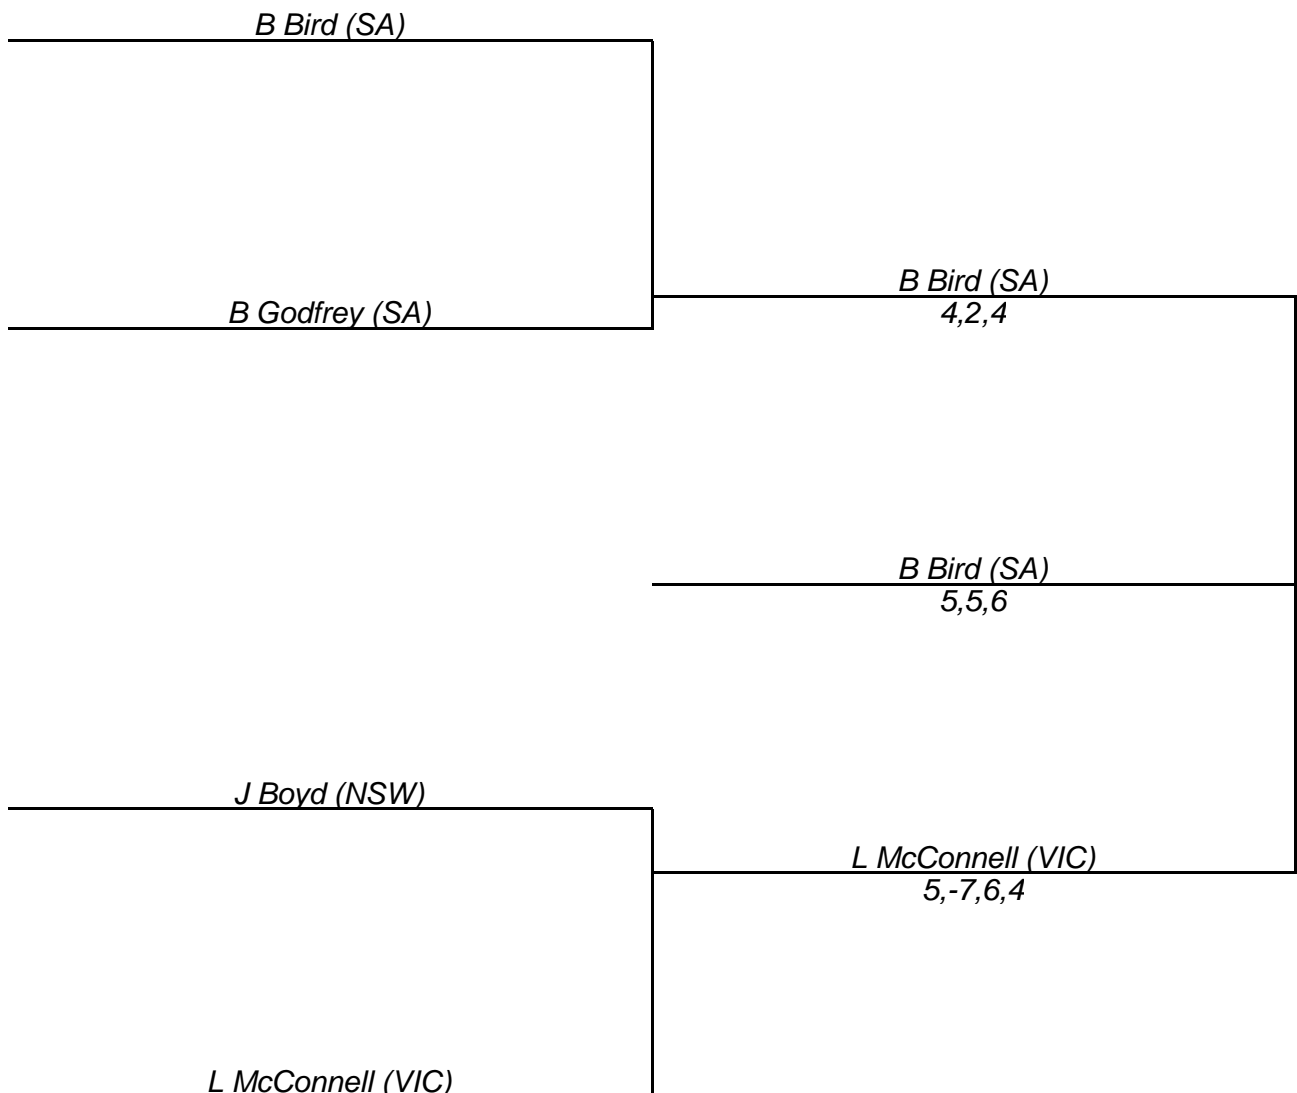 B Bird (SA)
B Bird (SA)
B Godfrey (SA)
4,2,4
B Bird (SA)
5,5,6
J Boyd (NSW)
L McConnell (VIC)
5,-7,6,4
L McConnell (VIC)